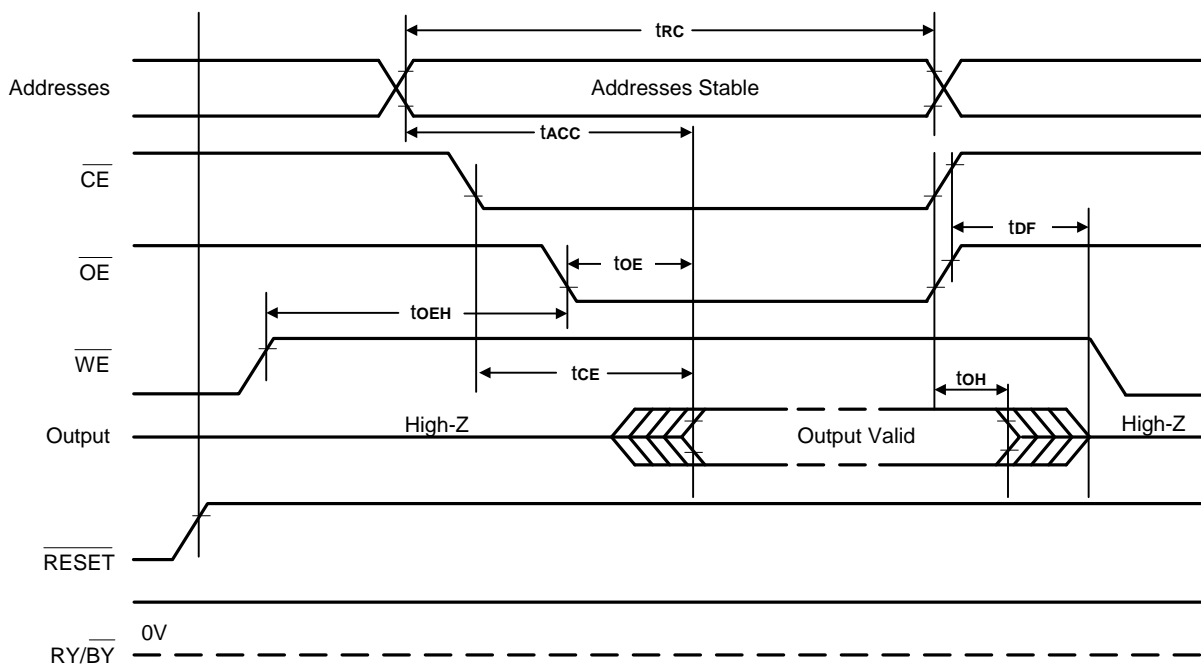 tRC
Addresses
Addresses Stable
tACC
CE
tDF
OE
tOE
tOEH
WE
tCE
tOH
Output
High-Z
Output Valid
High-Z
RESET
0V
RY/BY